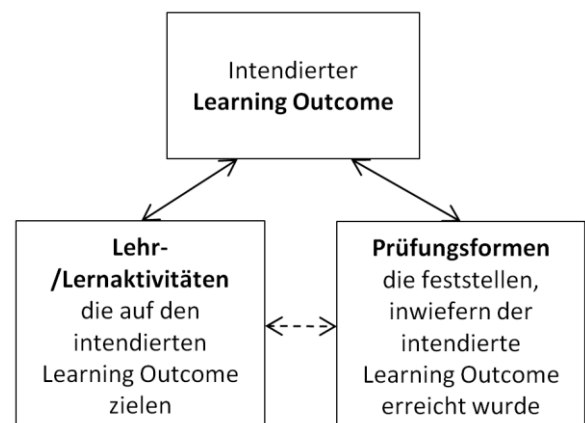 Intendierter
Learning Outcome
Lehr-
/Lernaktivitäten
die auf den
intendierten
Learning Outcome
zielen
Prüfungsformen
die feststellen,
inwiefern der
intendierte
Learning Outcome
erreicht wurde